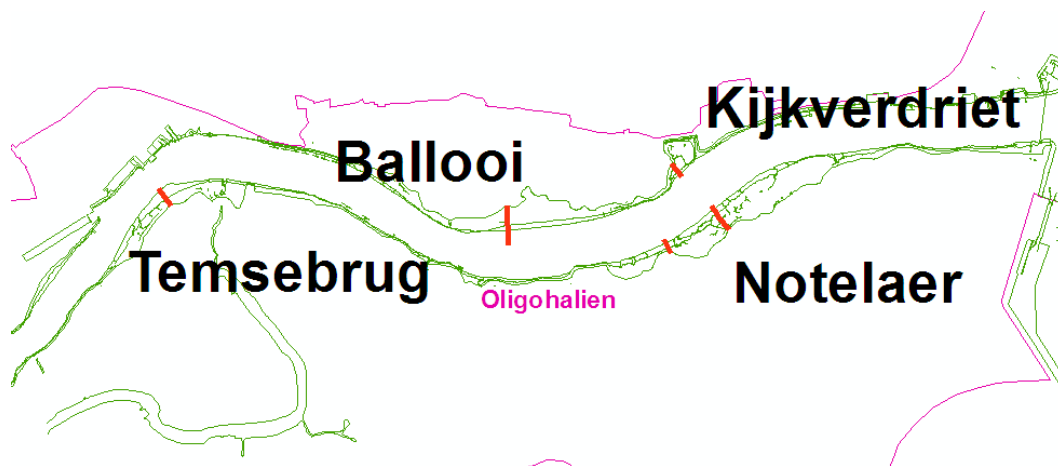 Kijkverdriet
Ballooi
Temsebrug
Notelaer
Oligohalien